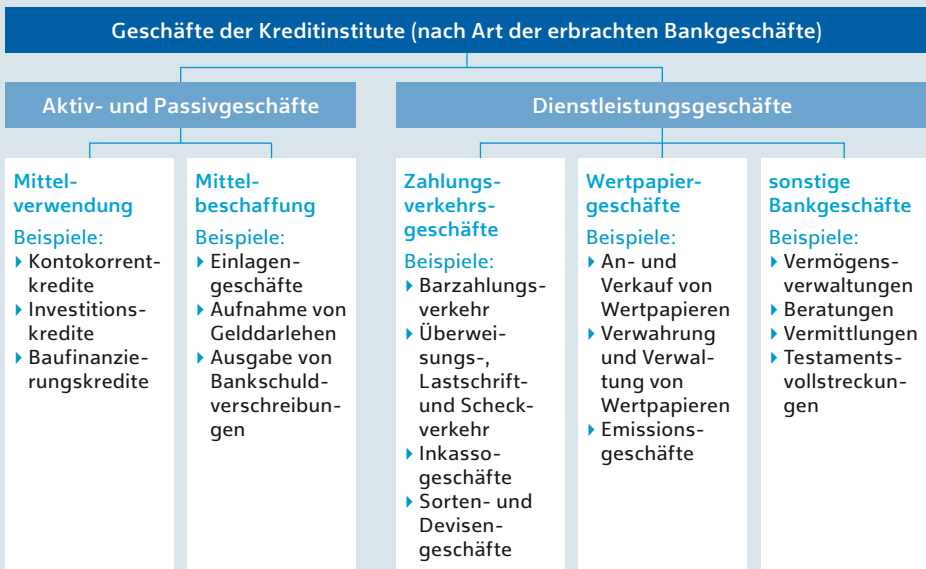 Geschäfte der Kreditinstitute (nach Art der erbrachten Bankgeschäfte)
Aktiv- und Passivgeschäfte
Mittel-
verwendung
Beispiele:
Kontokorrent-
kredite
Investitions-
kredite
Baufinanzie-
rungskredite
Mittel-
beschaffung
Beispiele:
Einlagen-
geschäfte
Aufnahme von
Gelddarlehen
Ausgabe von
Bankschuld-
verschreibun-
gen
Dienstleistungsgeschäfte
Zahlungs-
verkehrs-
geschäfte
Beispiele:
Barzahlungs-
verkehr
Überwei-
sungs-,
Lastschrift-
und Scheck-
verkehr
Inkasso-
geschäfte
Sorten- und
Devisen-
geschäfte
Wertpapier-
geschäfte
Beispiele:
An- und
Verkauf von
Wertpapieren
Verwahrung
und Verwal-
tung von
Wertpapieren
Emissions-
geschäfte
sonstige
Bankgeschäfte
Beispiele:
Vermögens-
verwaltungen
Beratungen
Vermittlungen
Testaments-
vollstreckun-
gen